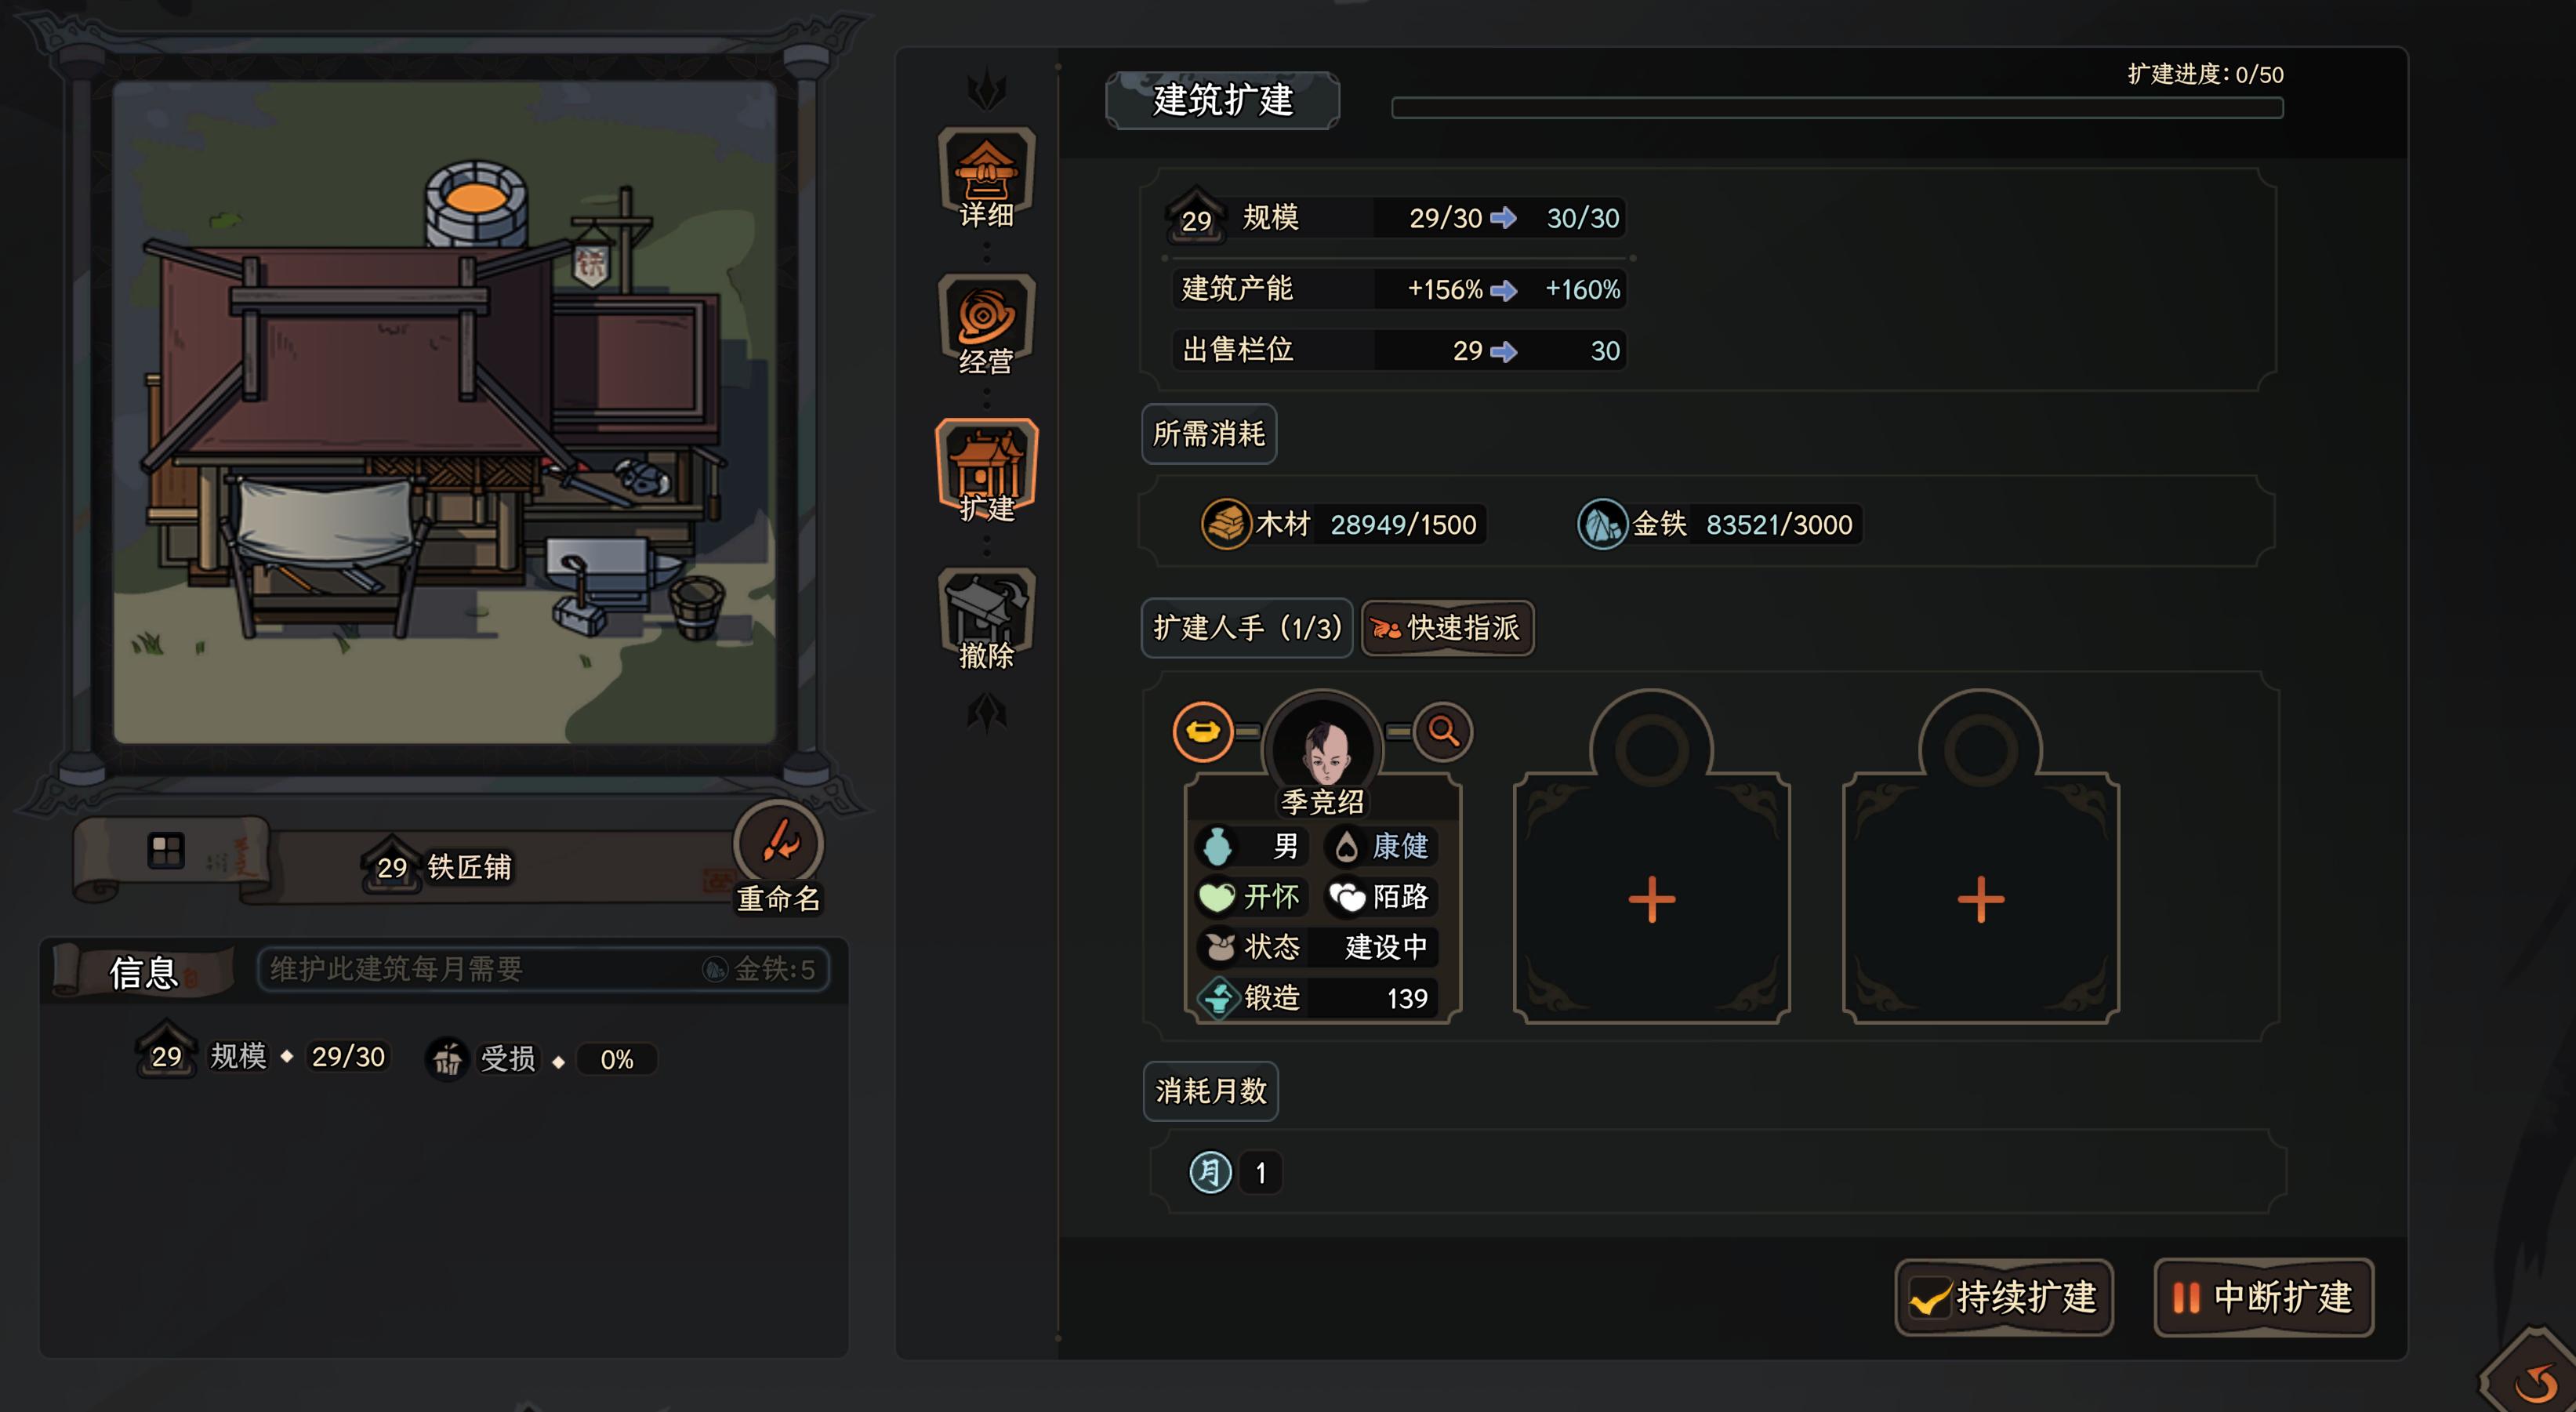 铁
29 铁匠铺
重命名
信息
维护此建筑每月需要 金铁:5
29 规模 29/30 受损 0%
详细
经营
扩建
撤除
建筑扩建
扩建进度:0/50
29 规模 29/30 30/30
建筑产能 +156% +160%
出售栏位 29 30
所需消耗
木材 28949/1500 金铁 83521/3000
扩建人手 (1/3) 快速指派
季竞绍
男 康健
开怀 陌路
状态 建设中
锻造 139
消耗月数
月 1
持续扩建 中断扩建